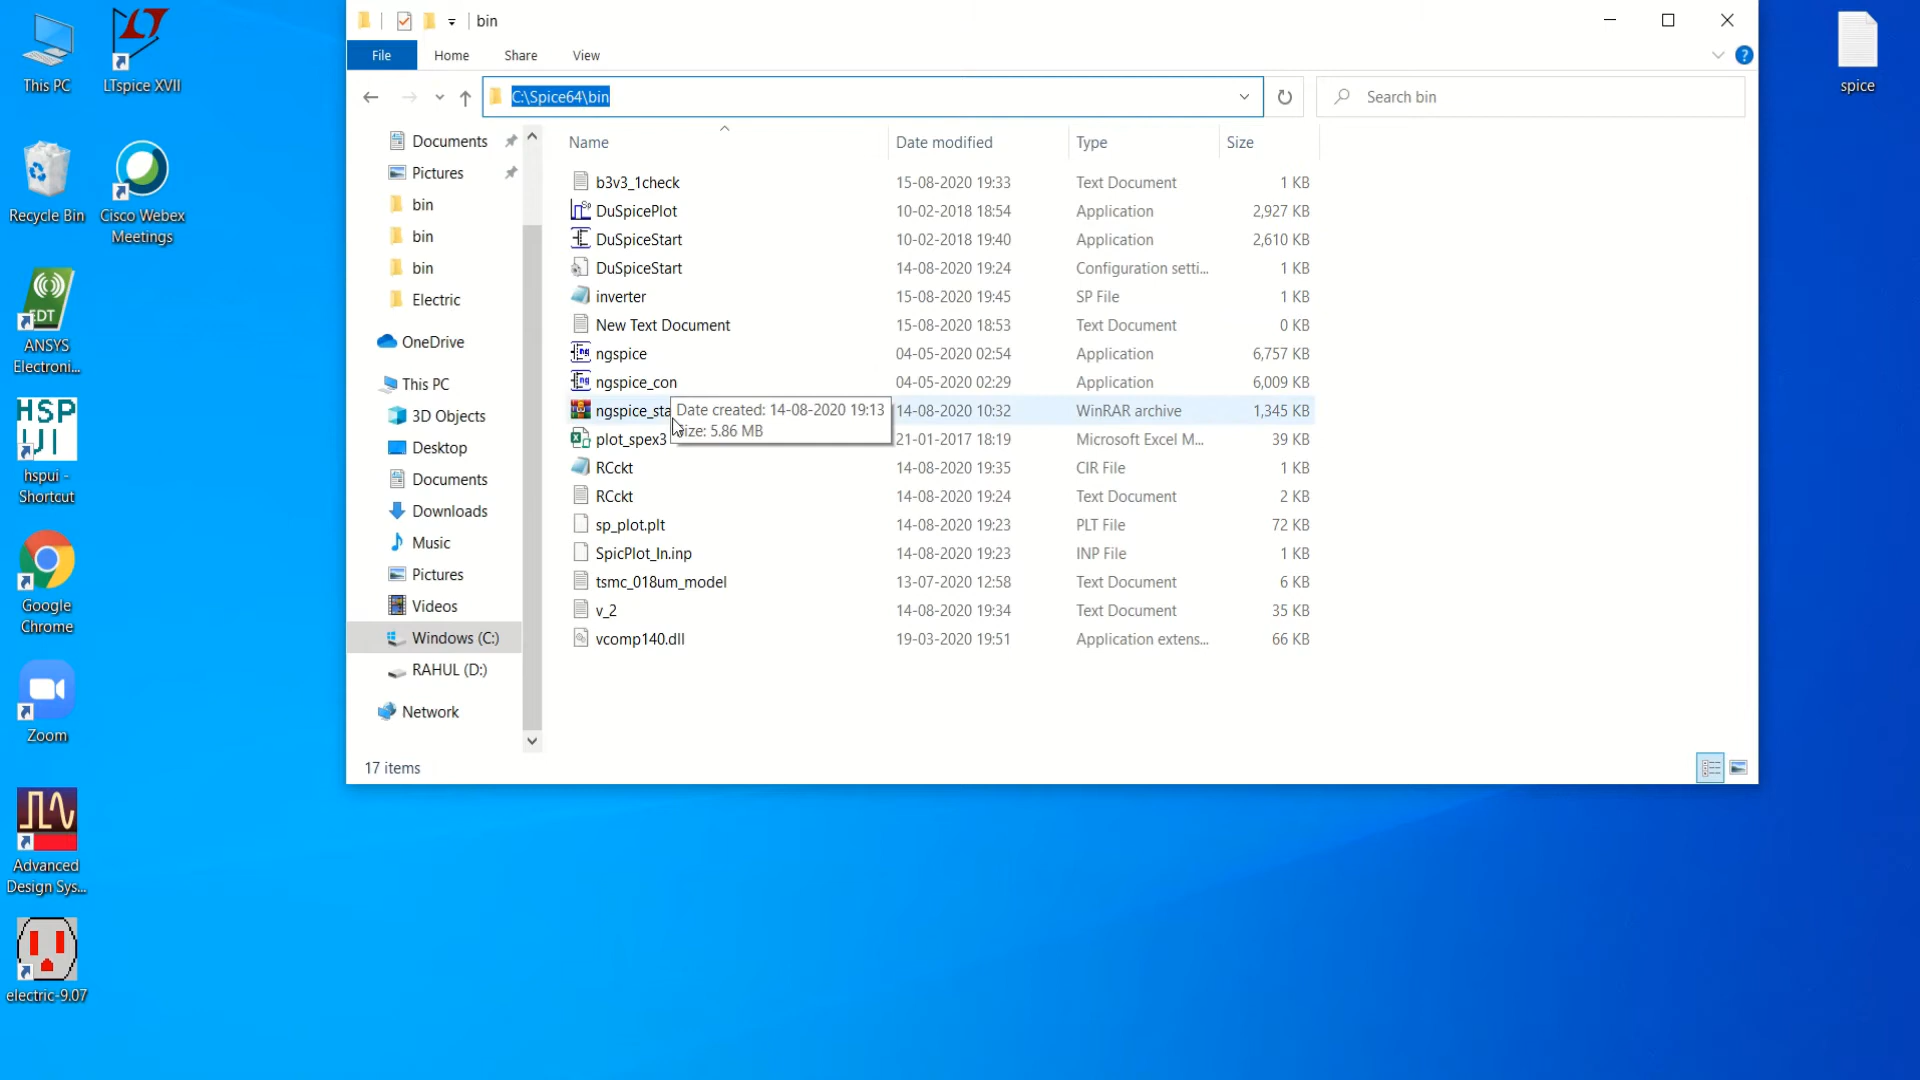 This PC
LTspice XVII
Recycle Bin
Cisco Webex
Meetings
EDT
ANSYS
Electroni...
HSP
UI
hspui -
Shortcut
Google
Chrome
Zoom
Advanced
Design Sys...
electric-9.07
spice
bin
File
Home
Share
View
C:\Spice64\bin
Search bin
Documents
Pictures
bin
bin
bin
Electric
OneDrive
This PC
3D Objects
Desktop
Documents
Downloads
Music
Pictures
Videos
Windows (C:)
RAHUL (D:)
Network
Name Date modified Type Size
b3v3_1check 15-08-2020 19:33 Text Document 1 KB
DuSpicePlot 10-02-2018 18:54 Application 2,927 KB
DuSpiceStart 10-02-2018 19:40 Application 2,610 KB
DuSpiceStart 14-08-2020 19:24 Configuration setti... 1 KB
inverter 15-08-2020 19:45 SP File 1 KB
New Text Document 15-08-2020 18:53 Text Document 0 KB
ngspice 04-05-2020 02:54 Application 6,757 KB
ngspice_con 04-05-2020 02:29 Application 6,009 KB
ngspice_sta 14-08-2020 10:32 WinRAR archive 1,345 KB
Date created: 14-08-2020 19:13
Size: 5.86 MB
plot_spex3 21-01-2017 18:19 Microsoft Excel M... 39 KB
RCckt 14-08-2020 19:35 CIR File 1 KB
RCckt 14-08-2020 19:24 Text Document 2 KB
sp_plot.plt 14-08-2020 19:23 PLT File 72 KB
SpicPlot_In.inp 14-08-2020 19:23 INP File 1 KB
tsmc_018um_model 13-07-2020 12:58 Text Document 6 KB
v_2 14-08-2020 19:34 Text Document 35 KB
vcomp140.dll 19-03-2020 19:51 Application extens... 66 KB
17 items